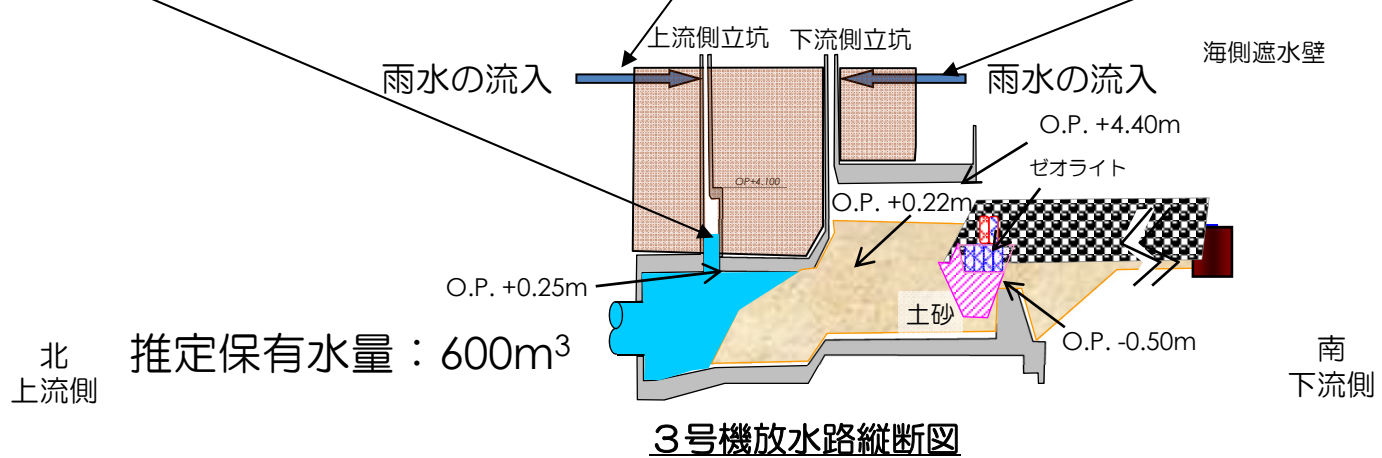 上流側立坑 下流側立坑
海側遮水壁
雨水の流入 雨水の流入
O.P. +4.40m
ゼオライト
OP+4.100
O.P. +0.22m
O.P. +0.25m
土砂
O.P. -0.50m
推定保有水量：600m³
北
上流側
南
下流側
３号機放水路縦断図